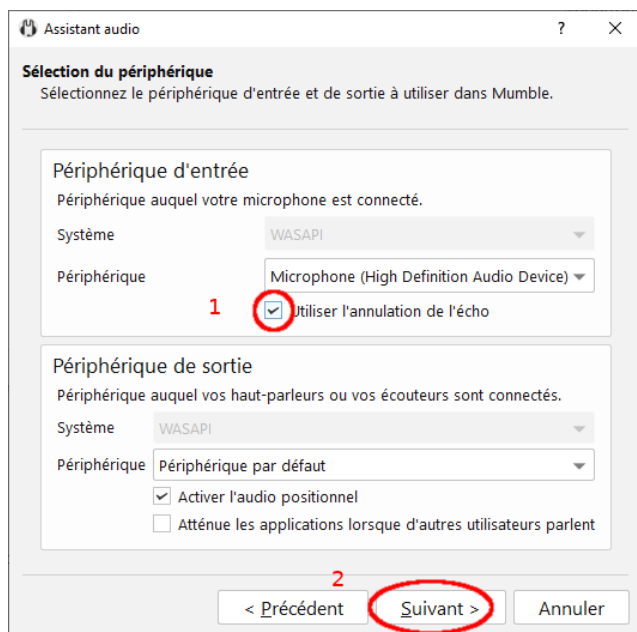 Assistant audio
?
Sélection du périphérique
Sélectionnez le périphérique d'entrée et de sortie à utiliser dans Mumble.
Périphérique d'entrée
Périphérique auquel votre microphone est connecté.
Système WASAPI
Périphérique Microphone (High Definition Audio Device)
1 Utiliser l'annulation de l'écho
Périphérique de sortie
Périphérique auquel vos haut-parleurs ou vos écouteurs sont connectés.
Système WASAPI
Périphérique Périphérique par défaut
Activer l'audio positionnel
Atténue les applications lorsque d'autres utilisateurs parlent
2
< Précédent Suivant > Annuler